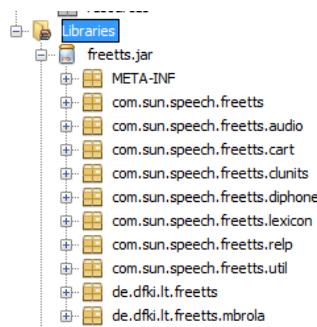 Libraries
freetts.jar
META-INF
com.sun.speech.freetts
com.sun.speech.freetts.audio
com.sun.speech.freetts.cart
com.sun.speech.freetts.clunits
com.sun.speech.freetts.diphone
com.sun.speech.freetts.lexicon
com.sun.speech.freetts.relp
com.sun.speech.freetts.util
de.dfki.lt.freetts
de.dfki.lt.freetts.mbrola